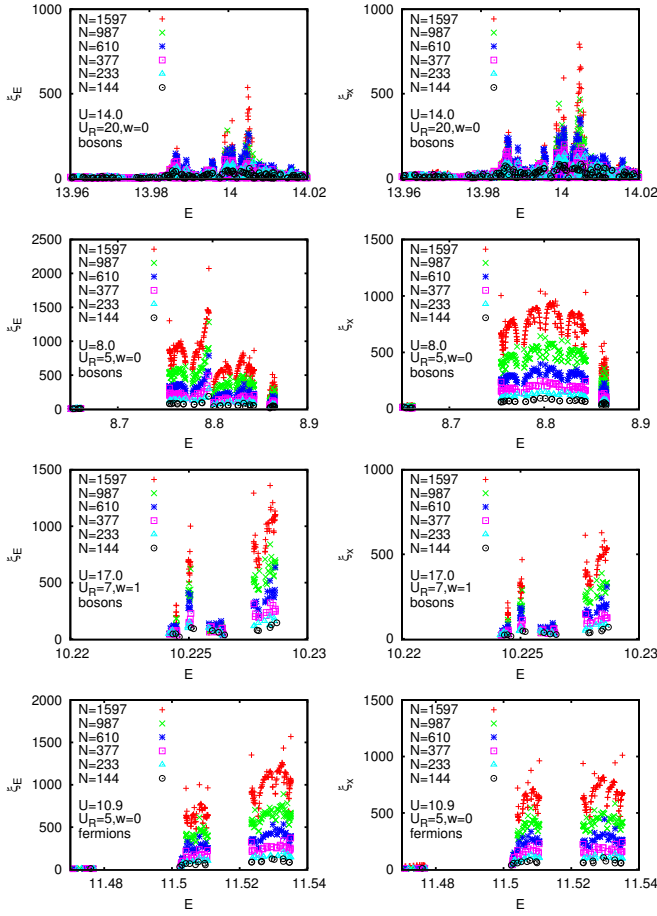 N=1597
N=987
N=610
N=377
N=233
N=144
U=14.0
U_R=20,w=0
bosons
ξ_E
1000
500
0
13.96 13.98 14 14.02
E
N=1597
N=987
N=610
N=377
N=233
N=144
U=14.0
U_R=20,w=0
bosons
ξ_x
1000
500
0
13.96 13.98 14 14.02
E
N=1597
N=987
N=610
N=377
N=233
N=144
U=8.0
U_R=5,w=0
bosons
ξ_E
2500
2000
1500
1000
500
0
8.7 8.8 8.9
E
N=1597
N=987
N=610
N=377
N=233
N=144
U=8.0
U_R=5,w=0
bosons
ξ_x
1500
1000
500
0
8.7 8.8 8.9
E
N=1597
N=987
N=610
N=377
N=233
N=144
U=17.0
U_R=7,w=1
bosons
ξ_E
1500
1000
500
0
10.22 10.225 10.23
E
N=1597
N=987
N=610
N=377
N=233
N=144
U=17.0
U_R=7,w=1
bosons
ξ_x
1000
500
0
10.22 10.225 10.23
E
N=1597
N=987
N=610
N=377
N=233
N=144
U=10.9
U_R=5,w=0
fermions
ξ_E
2000
1500
1000
500
0
11.48 11.5 11.52 11.54
E
N=1597
N=987
N=610
N=377
N=233
N=144
U=10.9
U_R=5,w=0
fermions
ξ_x
1500
1000
500
0
11.48 11.5 11.52 11.54
E